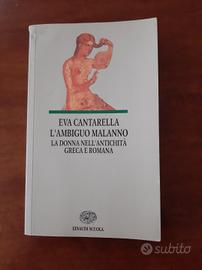 EVA CANTARELLA
L'AMBIGUO MALANNO
LA DONNA NELL'ANTICHITÀ
GRECA E ROMANA
EINAUDI SCUOLA
subito